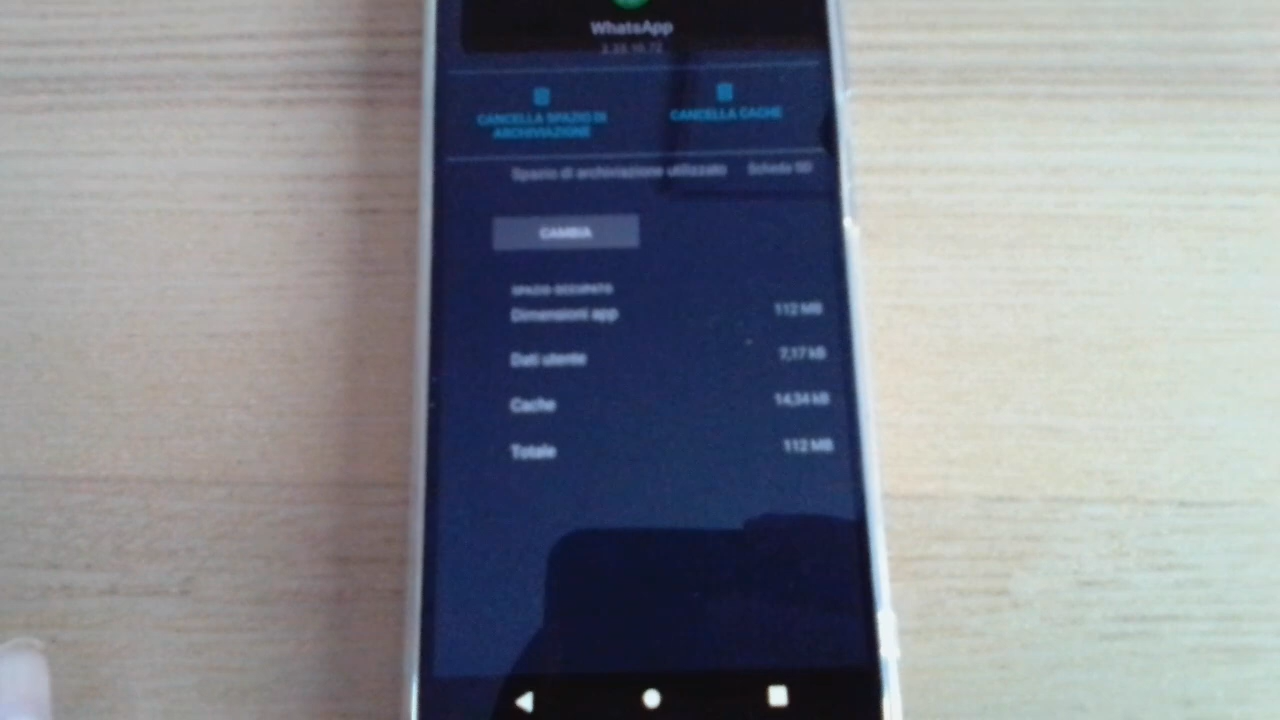 WhatsApp
CANCELLA SPAZIO DI
ARCHIVIAZIONE
CANCELLA CACHE
Spazio di archiviazione utilizzato Scheda SD
CAMBIA
SPAZIO OCCUPATO
Dimensioni app 112 MB
Dati utente 7,17 kB
Cache 14,34 kB
Totale 112 MB